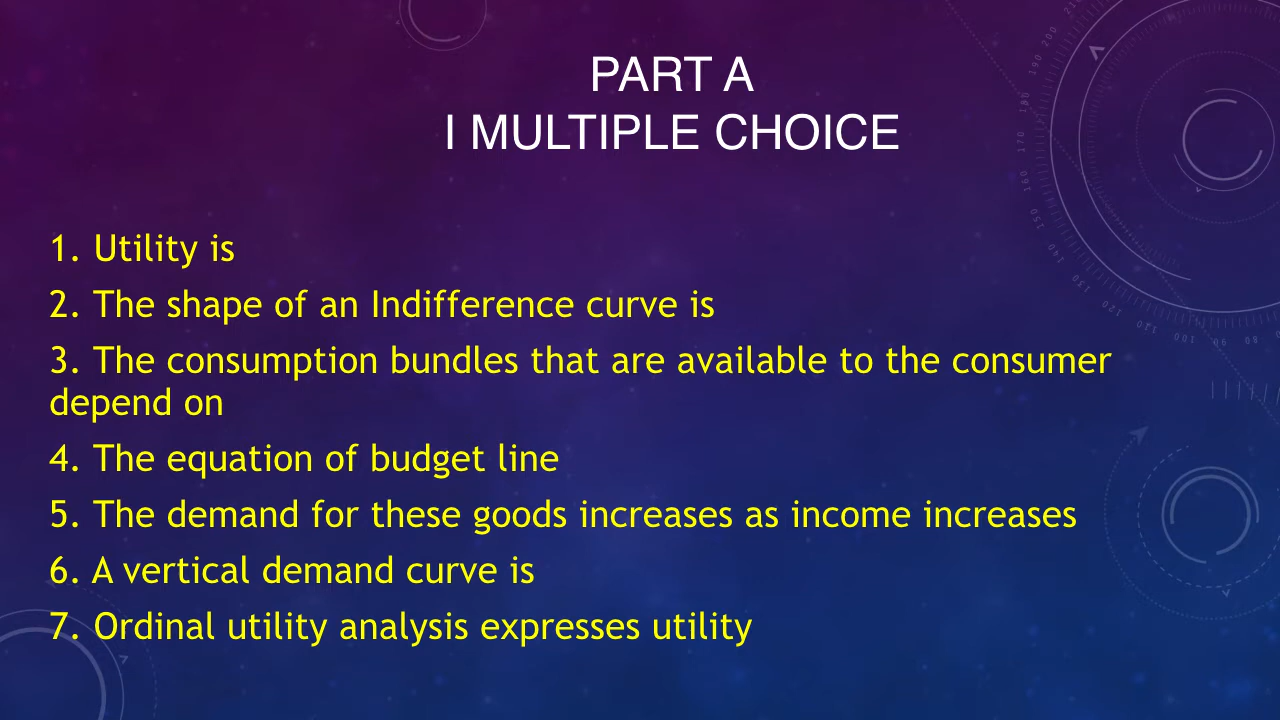 PART A
I MULTIPLE CHOICE
1. Utility is
2. The shape of an Indifference curve is
3. The consumption bundles that are available to the consumer
depend on
4. The equation of budget line
5. The demand for these goods increases as income increases
6. A vertical demand curve is
7. Ordinal utility analysis expresses utility